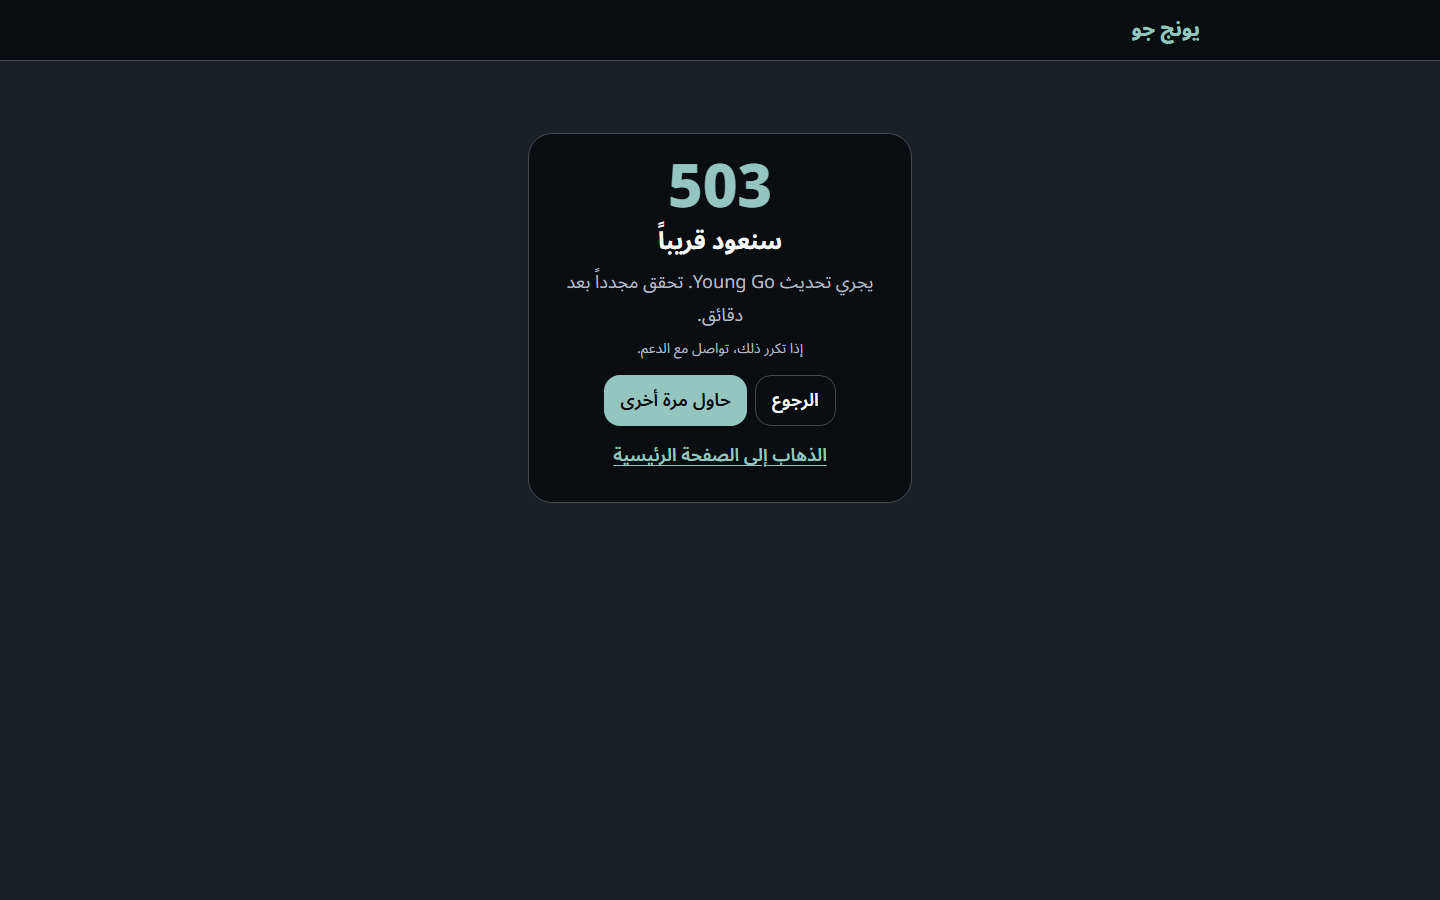 يونج جو
503
سنعود قريباً
يجري تحديث Young Go. تحقق مجدداً بعد
دقائق.
إذا تكرر ذلك، تواصل مع الدعم.
الرجوع
حاول مرة أخرى
الذهاب إلى الصفحة الرئيسية